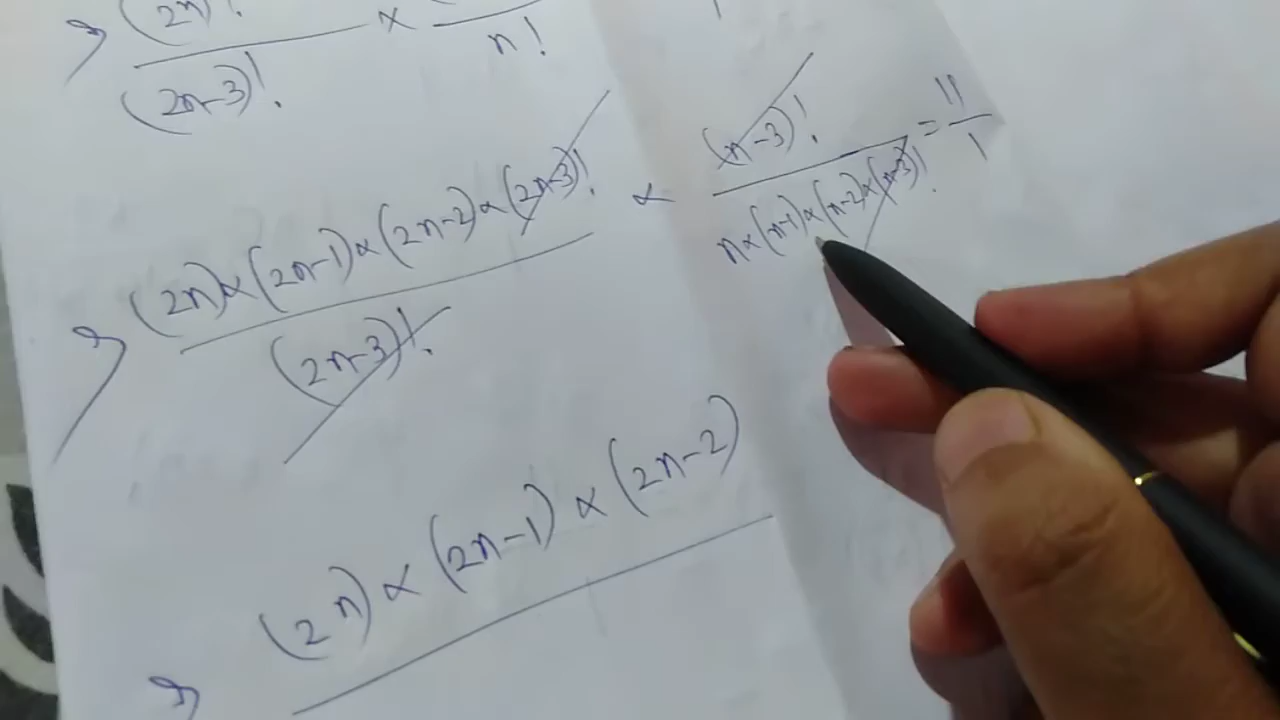 ⇒ (2n)! / (2n-3)! × / n!
⇒ (2n)×(2n-1)×(2n-2)×(2n-3)! / (2n-3)! × (n-3)! / n×(n-1)×(n-2)×(n-3)! = 11/1
⇒ (2n)×(2n-1)×(2n-2)